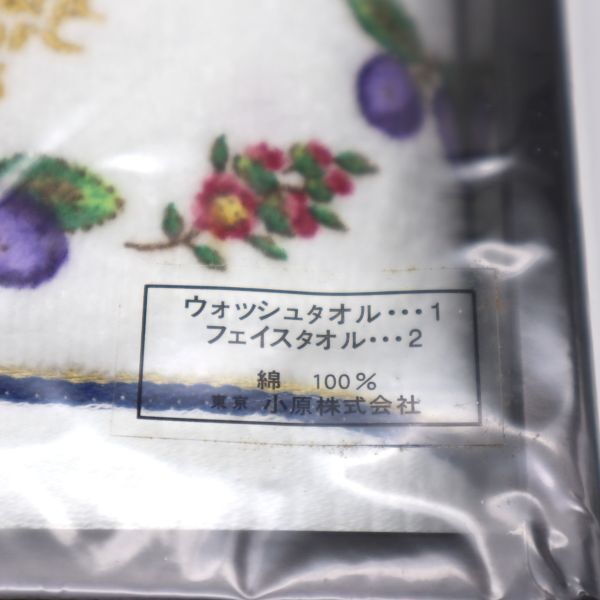 ウォッシュタオル・・・1
フェイスタオル・・・2
綿 100%
東京 小原株式会社